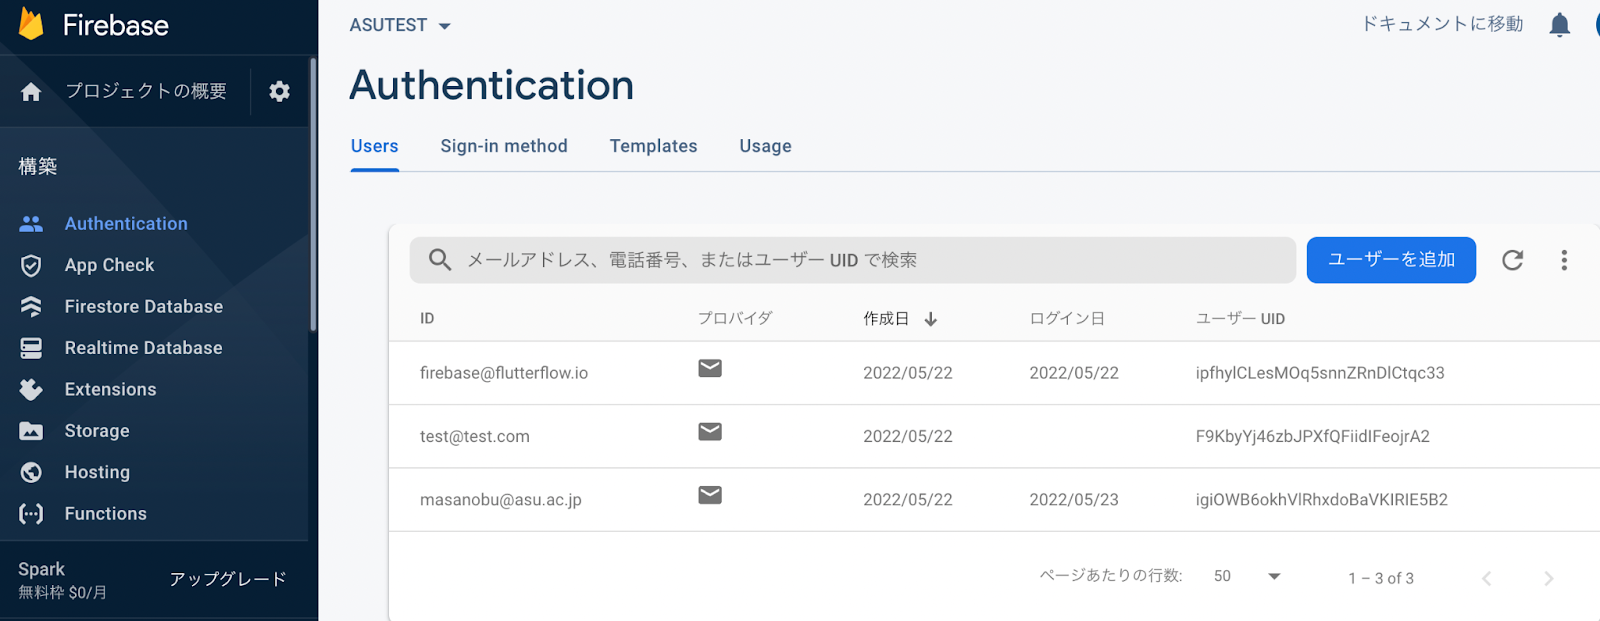 Firebase
プロジェクトの概要
構築
Authentication
App Check
Firestore Database
Realtime Database
Extensions
Storage
Hosting
Functions
Spark
無料枠 $0/月
アップグレード
ASUTEST
ドキュメントに移動
Authentication
Users Sign-in method Templates Usage
メールアドレス、電話番号、またはユーザー UID で検索
ユーザーを追加
ID プロバイダ 作成日 ログイン日 ユーザー UID
firebase@flutterflow.io 2022/05/22 2022/05/22 ipfhylCLesMOq5snnZRnDlCtqc33
test@test.com 2022/05/22 F9KbyYj46zbJPXfQFiidIFeojrA2
masanobu@asu.ac.jp 2022/05/22 2022/05/23 igiOWB6okhVlRhxdoBaVKIRIE5B2
ページあたりの行数: 50 1 – 3 of 3